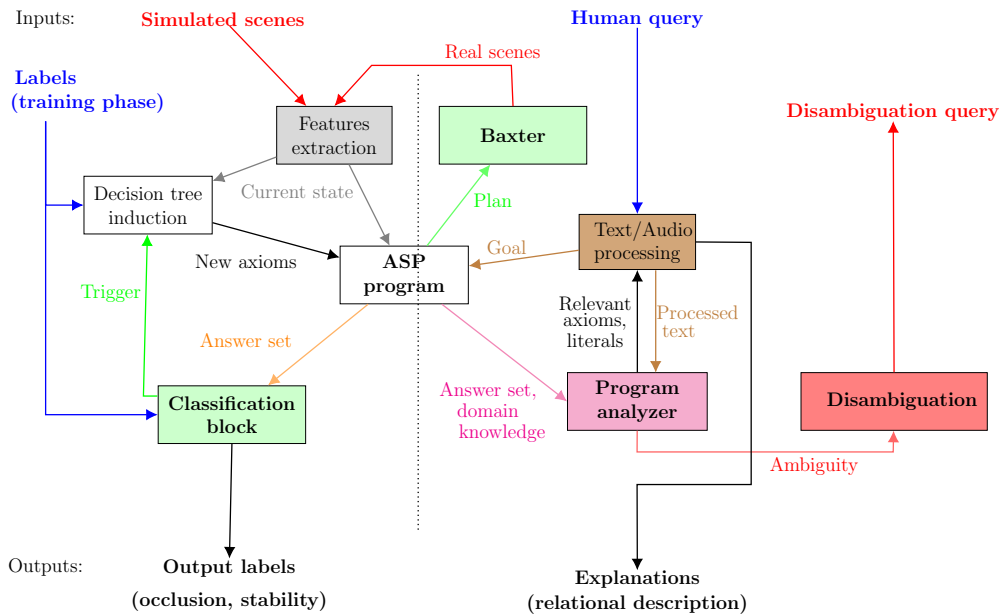 Inputs:
Simulated scenes
Human query
Real scenes
Labels
(training phase)
Disambiguation query
Features
extraction
Baxter
Decision tree
induction
Current state
Plan
Text/Audio
processing
Goal
New axioms
ASP
program
Trigger
Relevant
axioms,
literals
Processed
text
Answer set
Classification
block
Answer set,
domain
knowledge
Program
analyzer
Disambiguation
Ambiguity
Outputs:
Output labels
(occlusion, stability)
Explanations
(relational description)